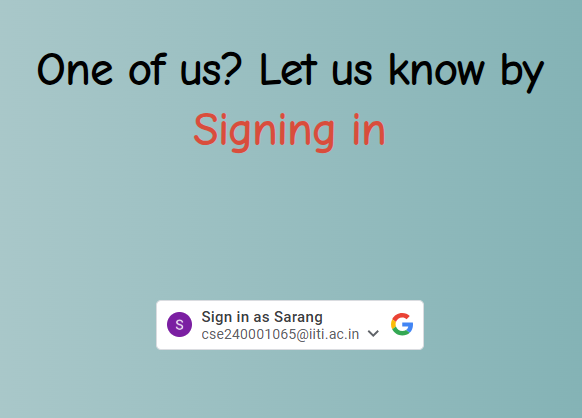 One of us? Let us know by
Signing in
S
Sign in as Sarang
cse240001065@iiti.ac.in